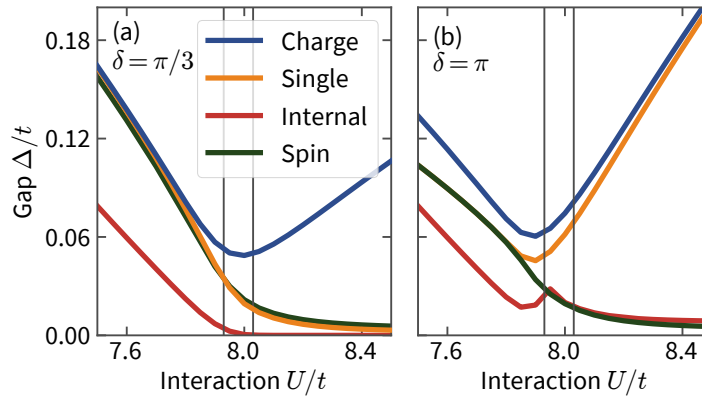 (a)
δ = π/3
Charge
Single
Internal
Spin
(b)
δ = π
Gap Δ/t
0.18
0.12
0.06
0.00
7.6
8.0
8.4
7.6
8.0
8.4
Interaction U/t
Interaction U/t